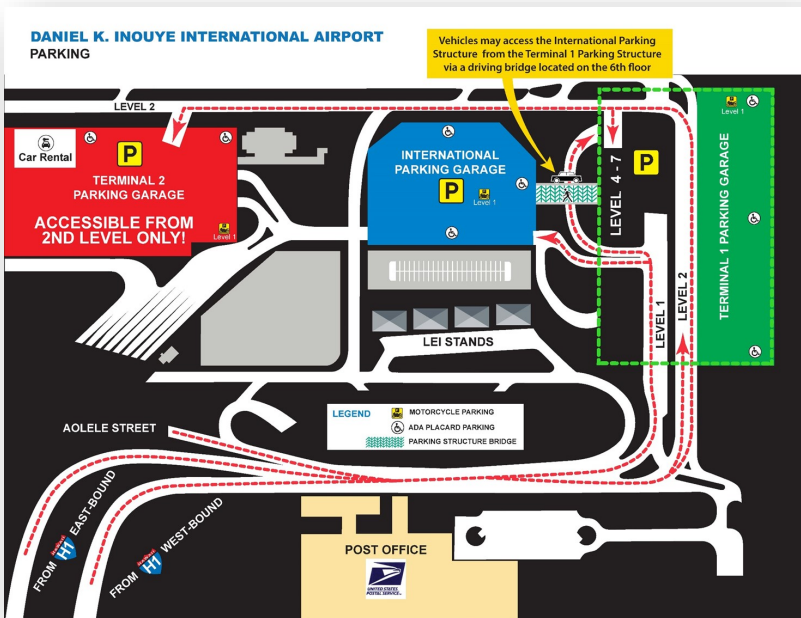 DANIEL K. INOUYE INTERNATIONAL AIRPORT
PARKING
Vehicles may access the International Parking
Structure from the Terminal 1 Parking Structure
via a driving bridge located on the 6th floor
LEVEL 2
Car Rental
P
TERMINAL 2
PARKING GARAGE
ACCESSIBLE FROM
2ND LEVEL ONLY!
Level 1
INTERNATIONAL
PARKING GARAGE
P
Level 1
LEVEL 4 - 7
P
Level 1
TERMINAL 1 PARKING GARAGE
LEVEL 1
LEVEL 2
LEI STANDS
LEGEND
MOTORCYCLE PARKING
ADA PLACARD PARKING
PARKING STRUCTURE BRIDGE
AOLELE STREET
FROM H1 EAST-BOUND
FROM H1 WEST-BOUND
POST OFFICE
UNITED STATES
POSTAL SERVICE